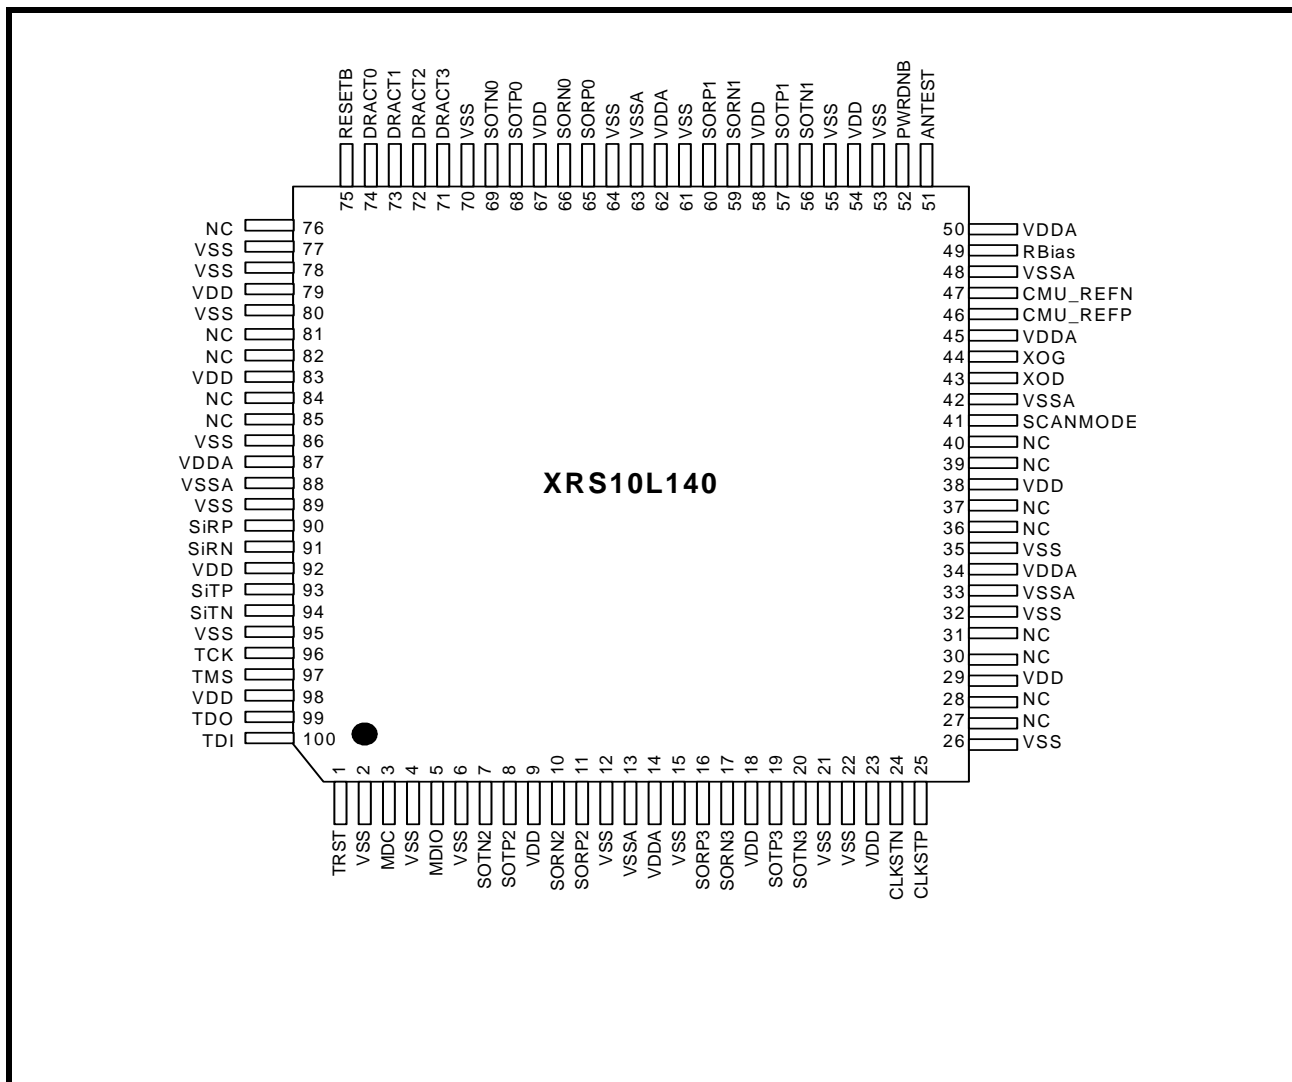 RESETB DRACT0 DRACT1 DRACT2 DRACT3 VSS SOTN0 SOTP0 VDD SORN0 SORP0 VSS VSSA VDDA VSS SORP1 SORN1 VDD SOTP1 SOTN1 VSS VDD VSS PWRDNB ANTEST
75 74 73 72 71 70 69 68 67 66 65 64 63 62 61 60 59 58 57 56 55 54 53 52 51
NC 76
VSS 77
VSS 78
VDD 79
VSS 80
NC 81
NC 82
VDD 83
NC 84
NC 85
VSS 86
VDDA 87
VSSA 88
VSS 89
SiRP 90
SiRN 91
VDD 92
SiTP 93
SiTN 94
VSS 95
TCK 96
TMS 97
VDD 98
TDO 99
TDI 100
XRS10L140
50 VDDA
49 RBias
48 VSSA
47 CMU_REFN
46 CMU_REFP
45 VDDA
44 XOG
43 XOD
42 VSSA
41 SCANMODE
40 NC
39 NC
38 VDD
37 NC
36 NC
35 VSS
34 VDDA
33 VSSA
32 VSS
31 NC
30 NC
29 VDD
28 NC
27 NC
26 VSS
1 2 3 4 5 6 7 8 9 10 11 12 13 14 15 16 17 18 19 20 21 22 23 24 25
TRST VSS MDC VSS MDIO VSS SOTN2 SOTP2 VDD SORN2 SORP2 VSS VSSA VDDA VSS SORP3 SORN3 VDD SOTP3 SOTN3 VSS VSS VDD CLKSTN CLKSTP